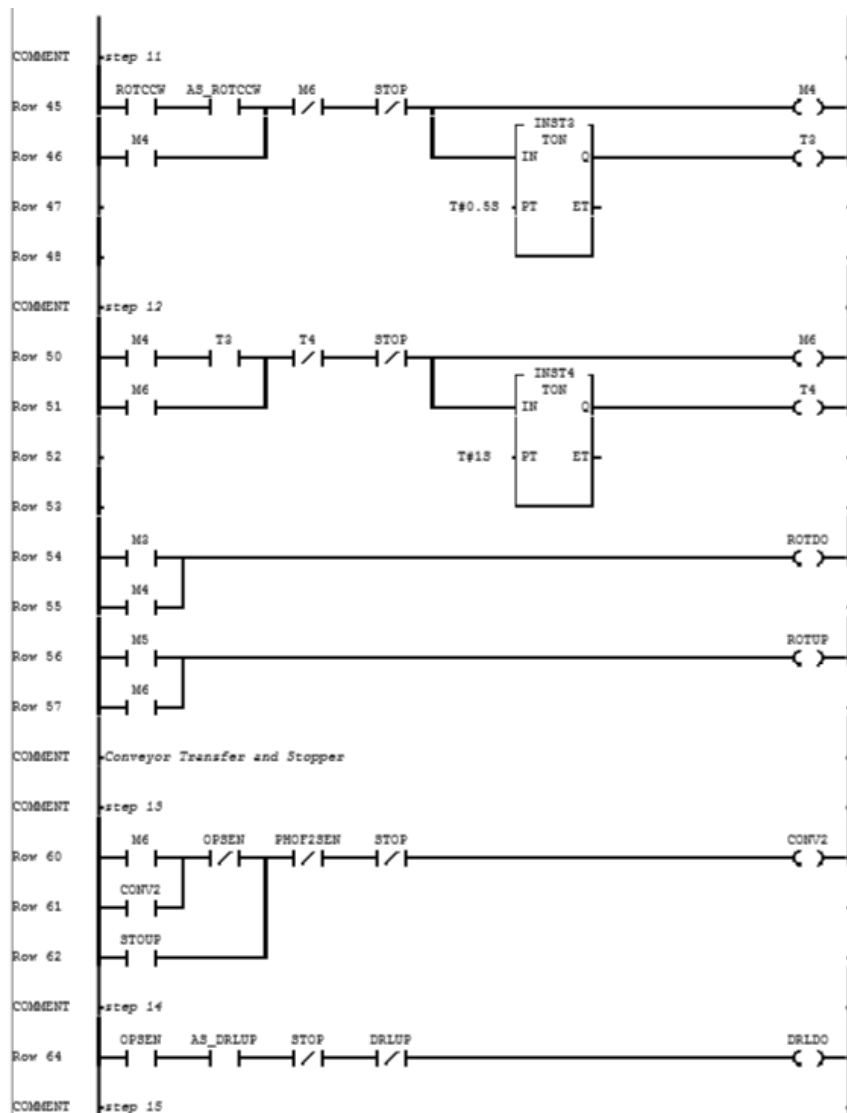 COMMENT step 11
ROTCCW AS_ROTCCW M6 STOP M4
Row 45
INST3
M4 TON T3
Row 46 IN Q
Row 47 T#0.5S PT ET
Row 48
COMMENT step 12
M4 T3 T4 STOP M6
Row 50
INST4
M6 TON T4
Row 51 IN Q
Row 52 T#1S PT ET
Row 53
M3 ROTDO
Row 54
M4
Row 55
M5 ROTUP
Row 56
M6
Row 57
COMMENT Conveyor Transfer and Stopper
COMMENT step 13
M6 OPSEN PHOF2SEN STOP CONV2
Row 60
CONV2
Row 61
STOUP
Row 62
COMMENT step 14
OPSEN AS_DRLUP STOP DRLUP DRLDO
Row 64
COMMENT step 15